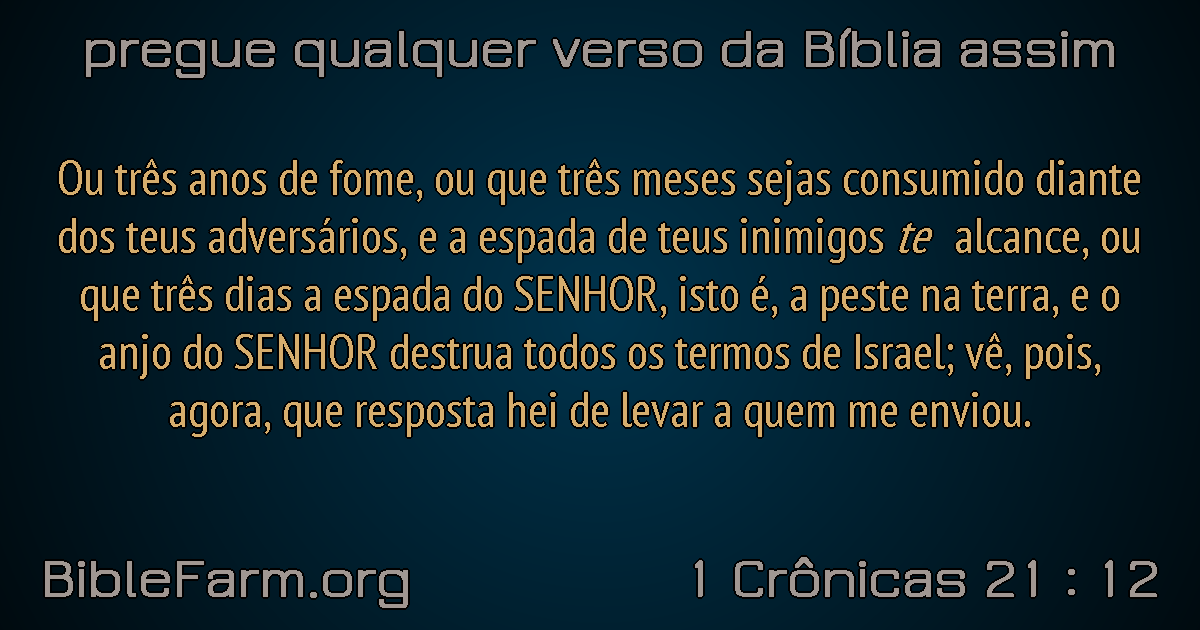 pregue qualquer verso da Bíblia assim
Ou três anos de fome, ou que três meses sejas consumido diante
dos teus adversários, e a espada de teus inimigos te alcance, ou
que três dias a espada do SENHOR, isto é, a peste na terra, e o
anjo do SENHOR destrua todos os termos de Israel; vê, pois,
agora, que resposta hei de levar a quem me enviou.
BibleFarm.org
1 Crônicas 21 : 12